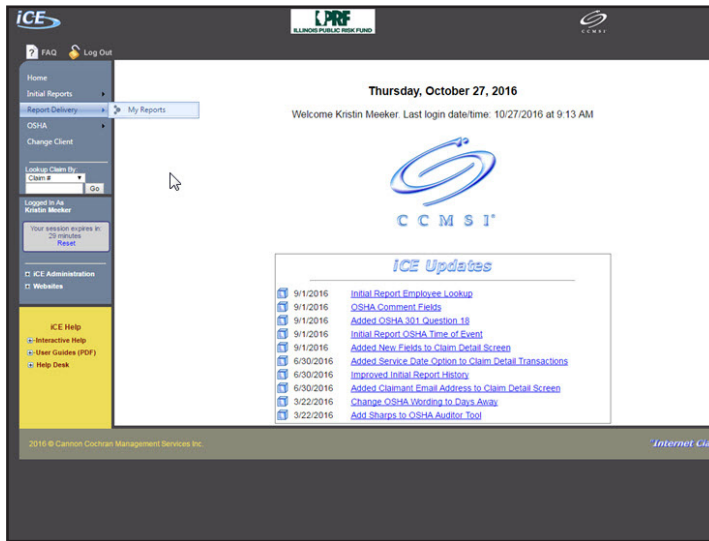 iCE
IPRF
ILLINOIS PUBLIC RISK FUND
CCMSI
FAQ
Log Out
Home
Initial Reports
Report Delivery
My Reports
OSHA
Change Client
Lookup Claim By
Claim #
Go
Logged In As
Kristin Meeker
Your session expires in:
29 minutes
Reset
iCE Administration
Websites
iCE Help
Interactive Help
User Guides (PDF)
Help Desk
Thursday, October 27, 2016
Welcome Kristin Meeker. Last login date/time: 10/27/2016 at 9:13 AM
CCMSI
iCE Updates
9/1/2016 Initial Report Employee Lookup
9/1/2016 OSHA Comment Fields
9/1/2016 Added OSHA 301 Question 18
9/1/2016 Initial Report OSHA Time of Event
9/1/2016 Added New Fields to Claim Detail Screen
6/30/2016 Added Service Date Option to Claim Detail Transactions
6/30/2016 Improved Initial Report History
6/30/2016 Added Claimant Email Address to Claim Detail Screen
3/22/2016 Change OSHA Wording to Days Away
3/22/2016 Add Sharps to OSHA Auditor Tool
2016 © Cannon Cochran Management Services Inc.
"Internet Cla